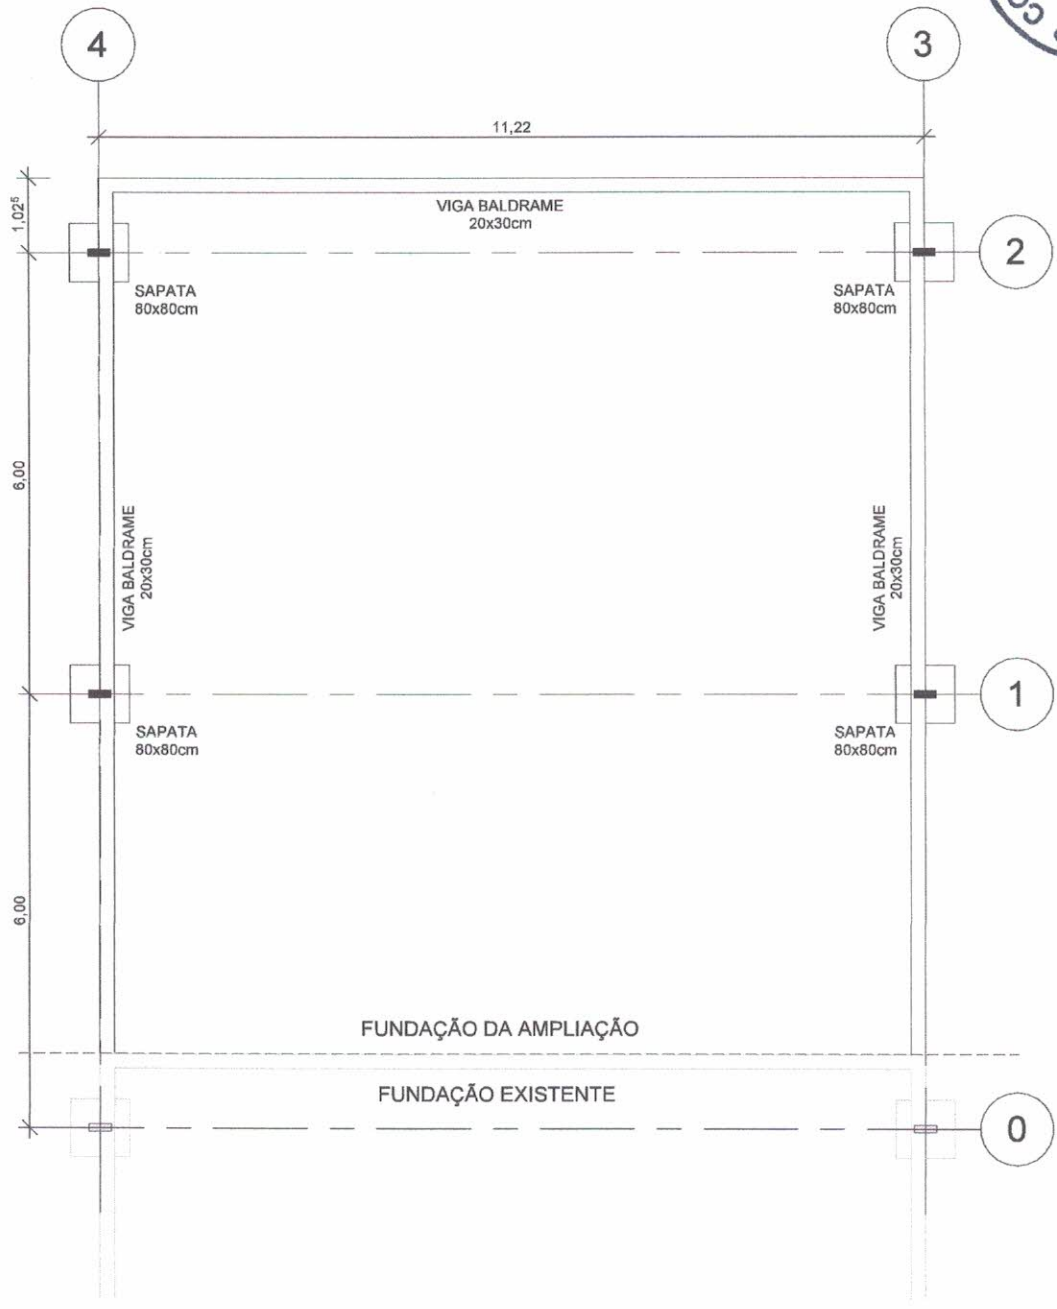 4
3
11,22
1,02⁵
VIGA BALDRAME
20x30cm
2
SAPATA
80x80cm
SAPATA
80x80cm
6,00
VIGA BALDRAME
20x30cm
VIGA BALDRAME
20x30cm
1
SAPATA
80x80cm
SAPATA
80x80cm
6,00
FUNDAÇÃO DA AMPLIAÇÃO
FUNDAÇÃO EXISTENTE
0